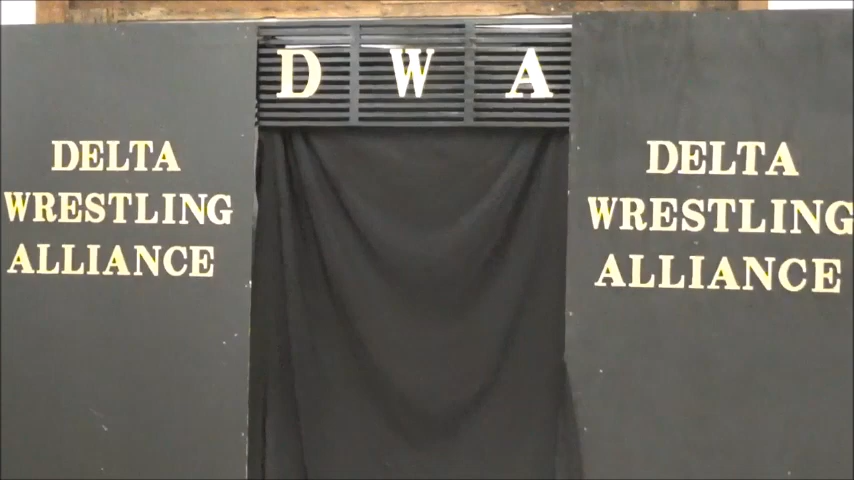 D W A
DELTA
WRESTLING
ALLIANCE
DELTA
WRESTLING
ALLIANCE